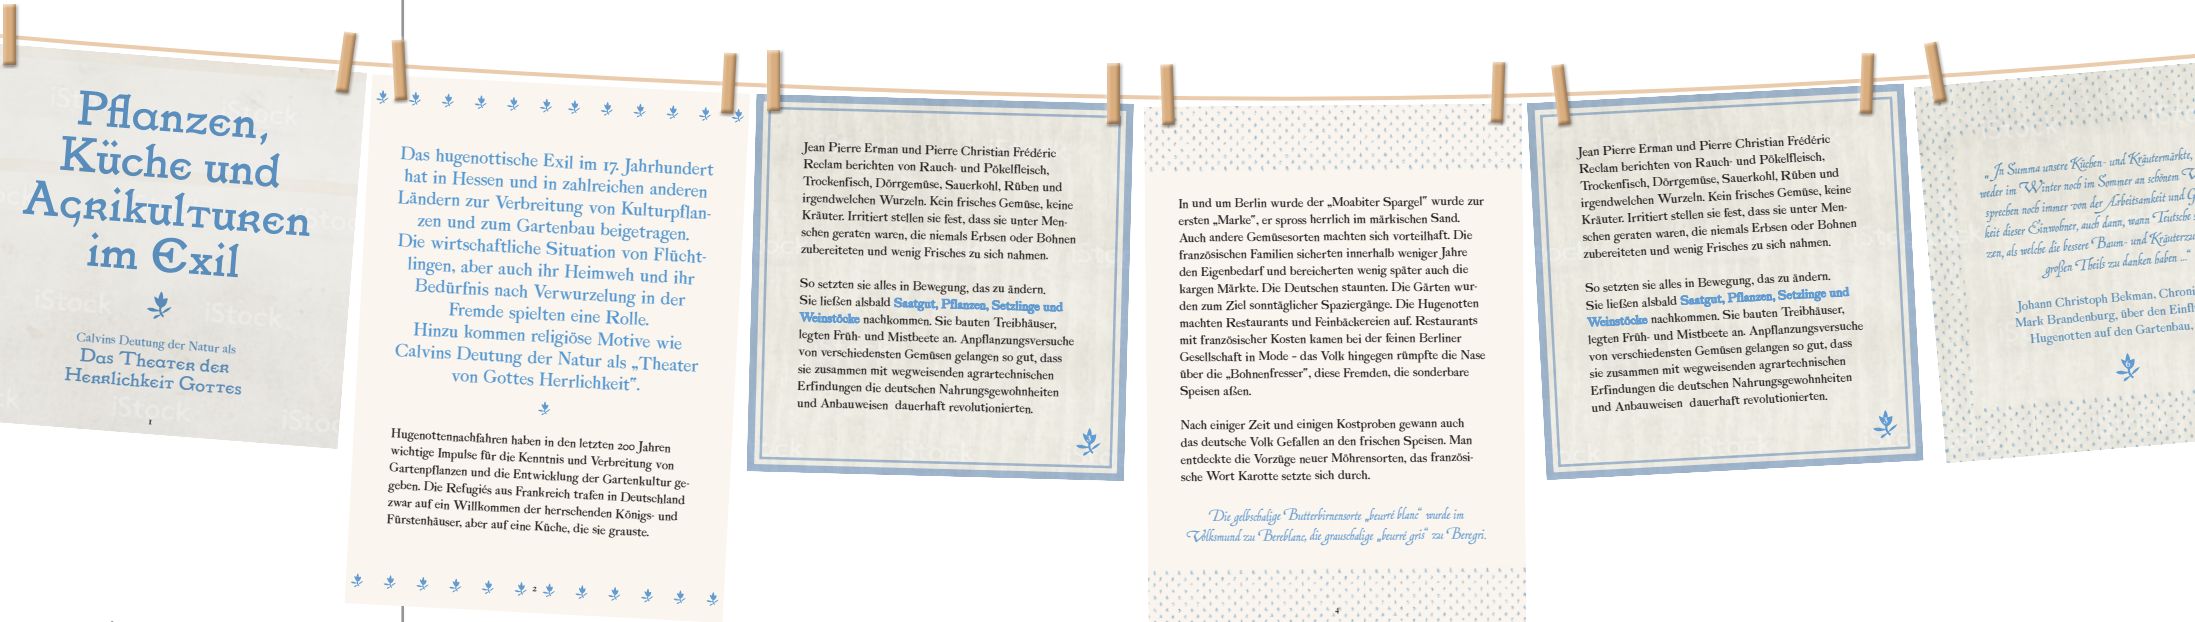 Pflanzen,
Küche und
Agrikulturen
im Exil
Calvins Deutung der Natur als
Das Theater der
Herrlichkeit Gottes
1
Das hugenottische Exil im 17. Jahrhundert
hat in Hessen und in zahlreichen anderen
Ländern zur Verbreitung von Kulturpflan-
zen und zum Gartenbau beigetragen.
Die wirtschaftliche Situation von Flücht-
lingen, aber auch ihr Heimweh und ihr
Bedürfnis nach Verwurzelung in der
Fremde spielten eine Rolle.
Hinzu kommen religiöse Motive wie
Calvins Deutung der Natur als „Theater
von Gottes Herrlichkeit“.
Hugenottennachfahren haben in den letzten 200 Jahren
wichtige Impulse für die Kenntnis und Verbreitung von
Gartenpflanzen und die Entwicklung der Gartenkultur ge-
geben. Die Refugiés aus Frankreich trafen in Deutschland
zwar auf ein Willkommen der herrschenden Königs- und
Fürstenhäuser, aber auf eine Küche, die sie grauste.
2
Jean Pierre Erman und Pierre Christian Frédéric
Reclam berichten von Rauch- und Pökelfleisch,
Trockenfisch, Dörrgemüse, Sauerkohl, Rüben und
irgendwelchen Wurzeln. Kein frisches Gemüse, keine
Kräuter. Irritiert stellen sie fest, dass sie unter Men-
schen geraten waren, die niemals Erbsen oder Bohnen
zubereiteten und wenig Frisches zu sich nahmen.
So setzten sie alles in Bewegung, das zu ändern.
Sie ließen alsbald Saatgut, Pflanzen, Setzlinge und
Weinstöcke nachkommen. Sie bauten Treibhäuser,
legten Früh- und Mistbeete an. Anpflanzungsversuche
von verschiedensten Gemüsen gelangen so gut, dass
sie zusammen mit wegweisenden agrartechnischen
Erfindungen die deutschen Nahrungsgewohnheiten
und Anbauweisen dauerhaft revolutionierten.
In und um Berlin wurde der „Moabiter Spargel“ wurde zur
ersten „Marke“, er spross herrlich im märkischen Sand.
Auch andere Gemüsesorten machten sich vorteilhaft. Die
französischen Familien sicherten innerhalb weniger Jahre
den Eigenbedarf und bereicherten wenig später auch die
kargen Märkte. Die Deutschen staunten. Die Gärten wur-
den zum Ziel sonntäglicher Spaziergänge. Die Hugenotten
machten Restaurants und Feinbäckereien auf. Restaurants
mit französischer Kosten kamen bei der feinen Berliner
Gesellschaft in Mode – das Volk hingegen rümpfte die Nase
über die „Bohnenfresser“, diese Fremden, die sonderbare
Speisen aßen.
Nach einiger Zeit und einigen Kostproben gewann auch
das deutsche Volk Gefallen an den frischen Speisen. Man
entdeckte die Vorzüge neuer Möhrensorten, das französi-
sche Wort Karotte setzte sich durch.
Die gelbschalige Butterbirnensorte „beurré blanc“ wurde im
Volksmund zu Bereblanc, die grauschalige „beurré gris“ zu Beregri.
4
Jean Pierre Erman und Pierre Christian Frédéric
Reclam berichten von Rauch- und Pökelfleisch,
Trockenfisch, Dörrgemüse, Sauerkohl, Rüben und
irgendwelchen Wurzeln. Kein frisches Gemüse, keine
Kräuter. Irritiert stellen sie fest, dass sie unter Men-
schen geraten waren, die niemals Erbsen oder Bohnen
zubereiteten und wenig Frisches zu sich nahmen.
So setzten sie alles in Bewegung, das zu ändern.
Sie ließen alsbald Saatgut, Pflanzen, Setzlinge und
Weinstöcke nachkommen. Sie bauten Treibhäuser,
legten Früh- und Mistbeete an. Anpflanzungsversuche
von verschiedensten Gemüsen gelangen so gut, dass
sie zusammen mit wegweisenden agrartechnischen
Erfindungen die deutschen Nahrungsgewohnheiten
und Anbauweisen dauerhaft revolutionierten.
„In Summa unsere Küchen- und Kräutermärkte,
weder im Winter noch im Sommer an schönem
sprechen noch immer von der Arbeitsamkeit und
keit dieser Einwohner, auch dann, wann Teutsche
zen, als welche die bessere Baum- und
großen Theils zu danken haben ...“
Johann Christoph Bekman,
Mark Brandenburg, über den
Hugenotten auf den Gartenbau,